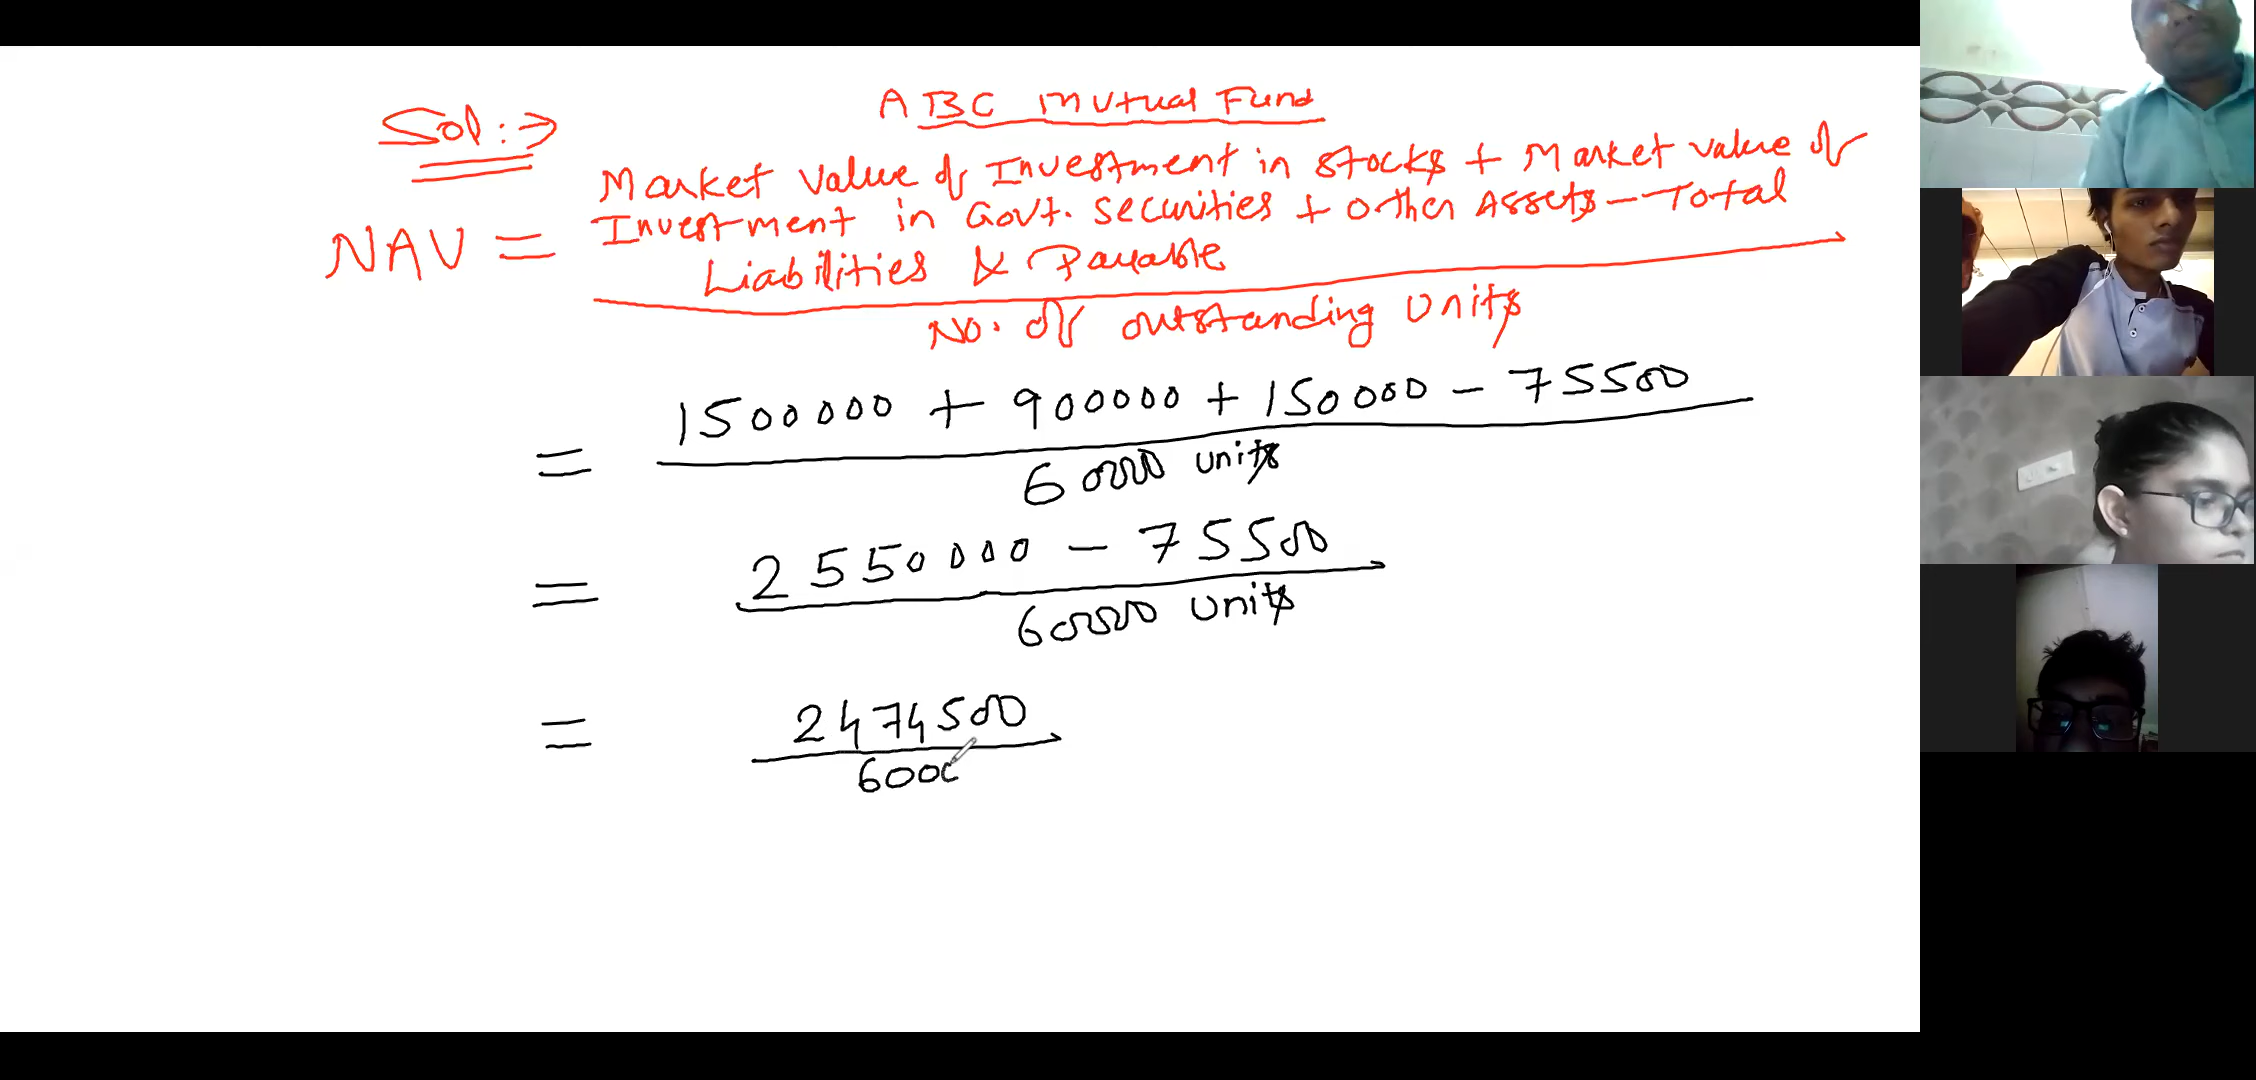 Sol:→
ABC Mutual Fund
NAV = Market Value of Investment in Stocks + Market Value of
Investment in Govt. Securities + Other Assets - Total
Liabilities & Payable
No. of outstanding Units
= 1500000 + 900000 + 150000 - 75500
60000 units
= 2550000 - 75500
60000 Units
= 2474500
6000